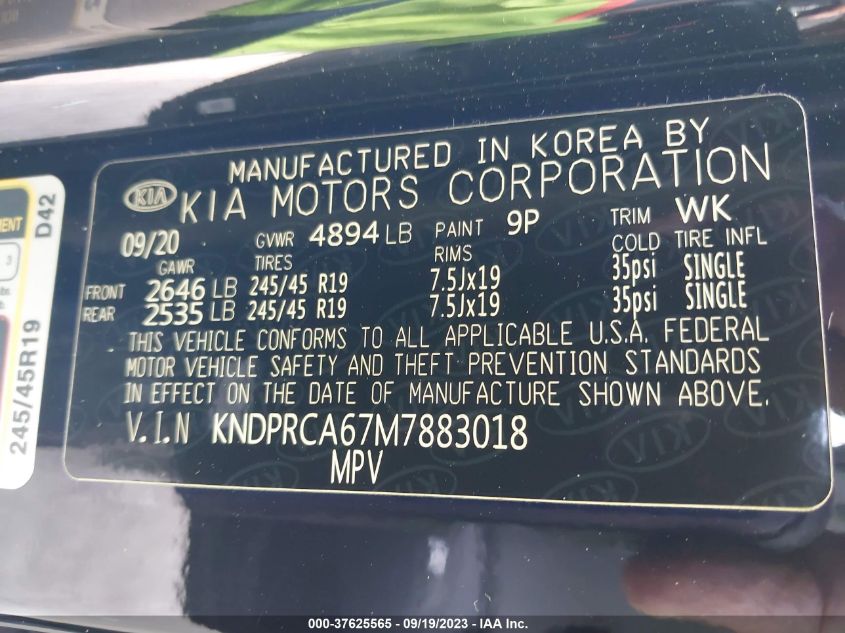 MANUFACTURED IN KOREA BY
KIA KIA MOTORS CORPORATION
09/20 GVWR 4894 LB PAINT 9P TRIM WK
GAWR TIRES RIMS COLD TIRE INFL
FRONT 2646 LB 245/45 R19 7.5Jx19 35psi SINGLE
REAR 2535 LB 245/45 R19 7.5Jx19 35psi SINGLE
THIS VEHICLE CONFORMS TO ALL APPLICABLE U.S.A. FEDERAL
MOTOR VEHICLE SAFETY AND THEFT PREVENTION STANDARDS
IN EFFECT ON THE DATE OF MANUFACTURE SHOWN ABOVE.
V.I.N KNDPRCA67M7883018
MPV
245/45R19 D42
3
000-37625565 - 09/19/2023 - IAA Inc.